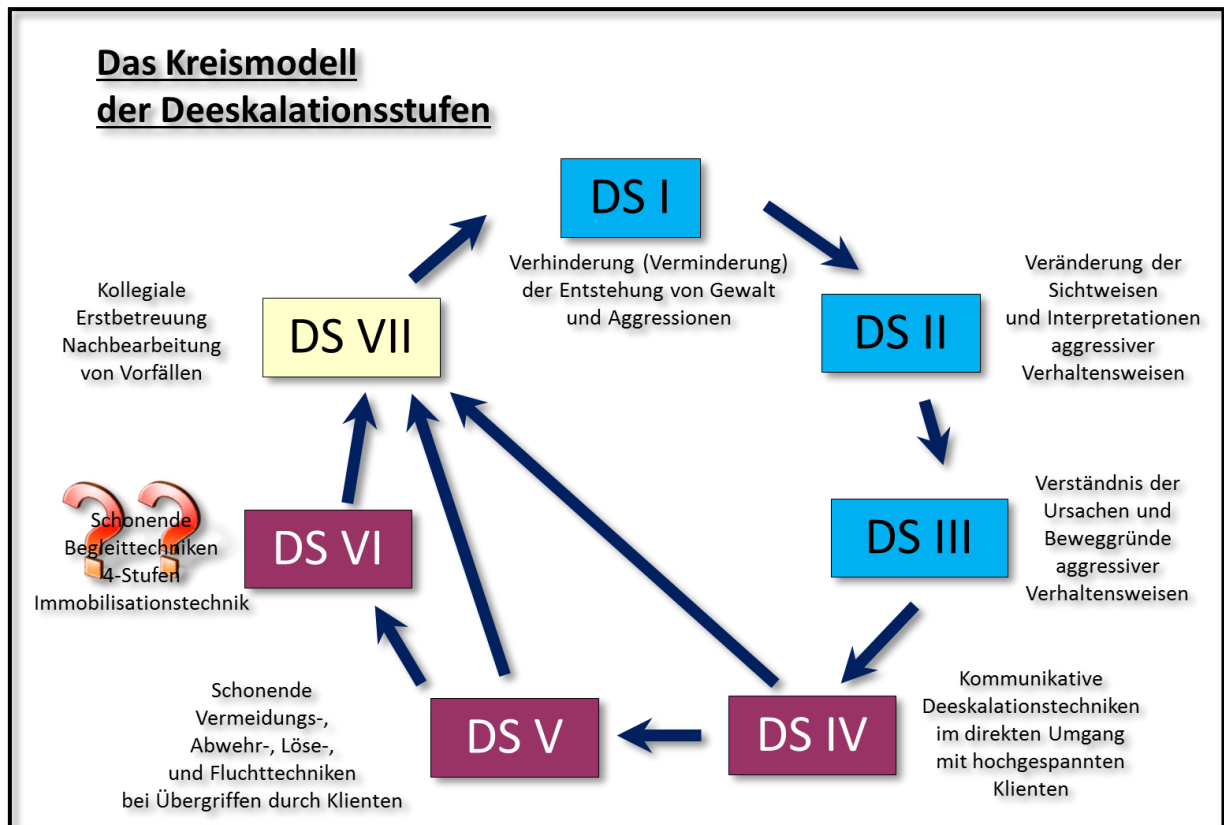 Das Kreismodell
der Deeskalationsstufen
DS I
Verhinderung (Verminderung)
der Entstehung von Gewalt
und Aggressionen
DS II
Veränderung der
Sichtweisen
und Interpretationen
aggressiver
Verhaltensweisen
DS III
Verständnis der
Ursachen und
Beweggründe
aggressiver
Verhaltensweisen
DS IV
Kommunikative
Deeskalationstechniken
im direkten Umgang
mit hochgespannten
Klienten
DS V
Schonende
Vermeidungs-,
Abwehr-, Löse-,
und Fluchttechniken
bei Übergriffen durch Klienten
DS VI
??
Schonende
Begleittechniken
4-Stufen
Immobilisationstechnik
DS VII
Kollegiale
Erstbetreuung
Nachbearbeitung
von Vorfällen